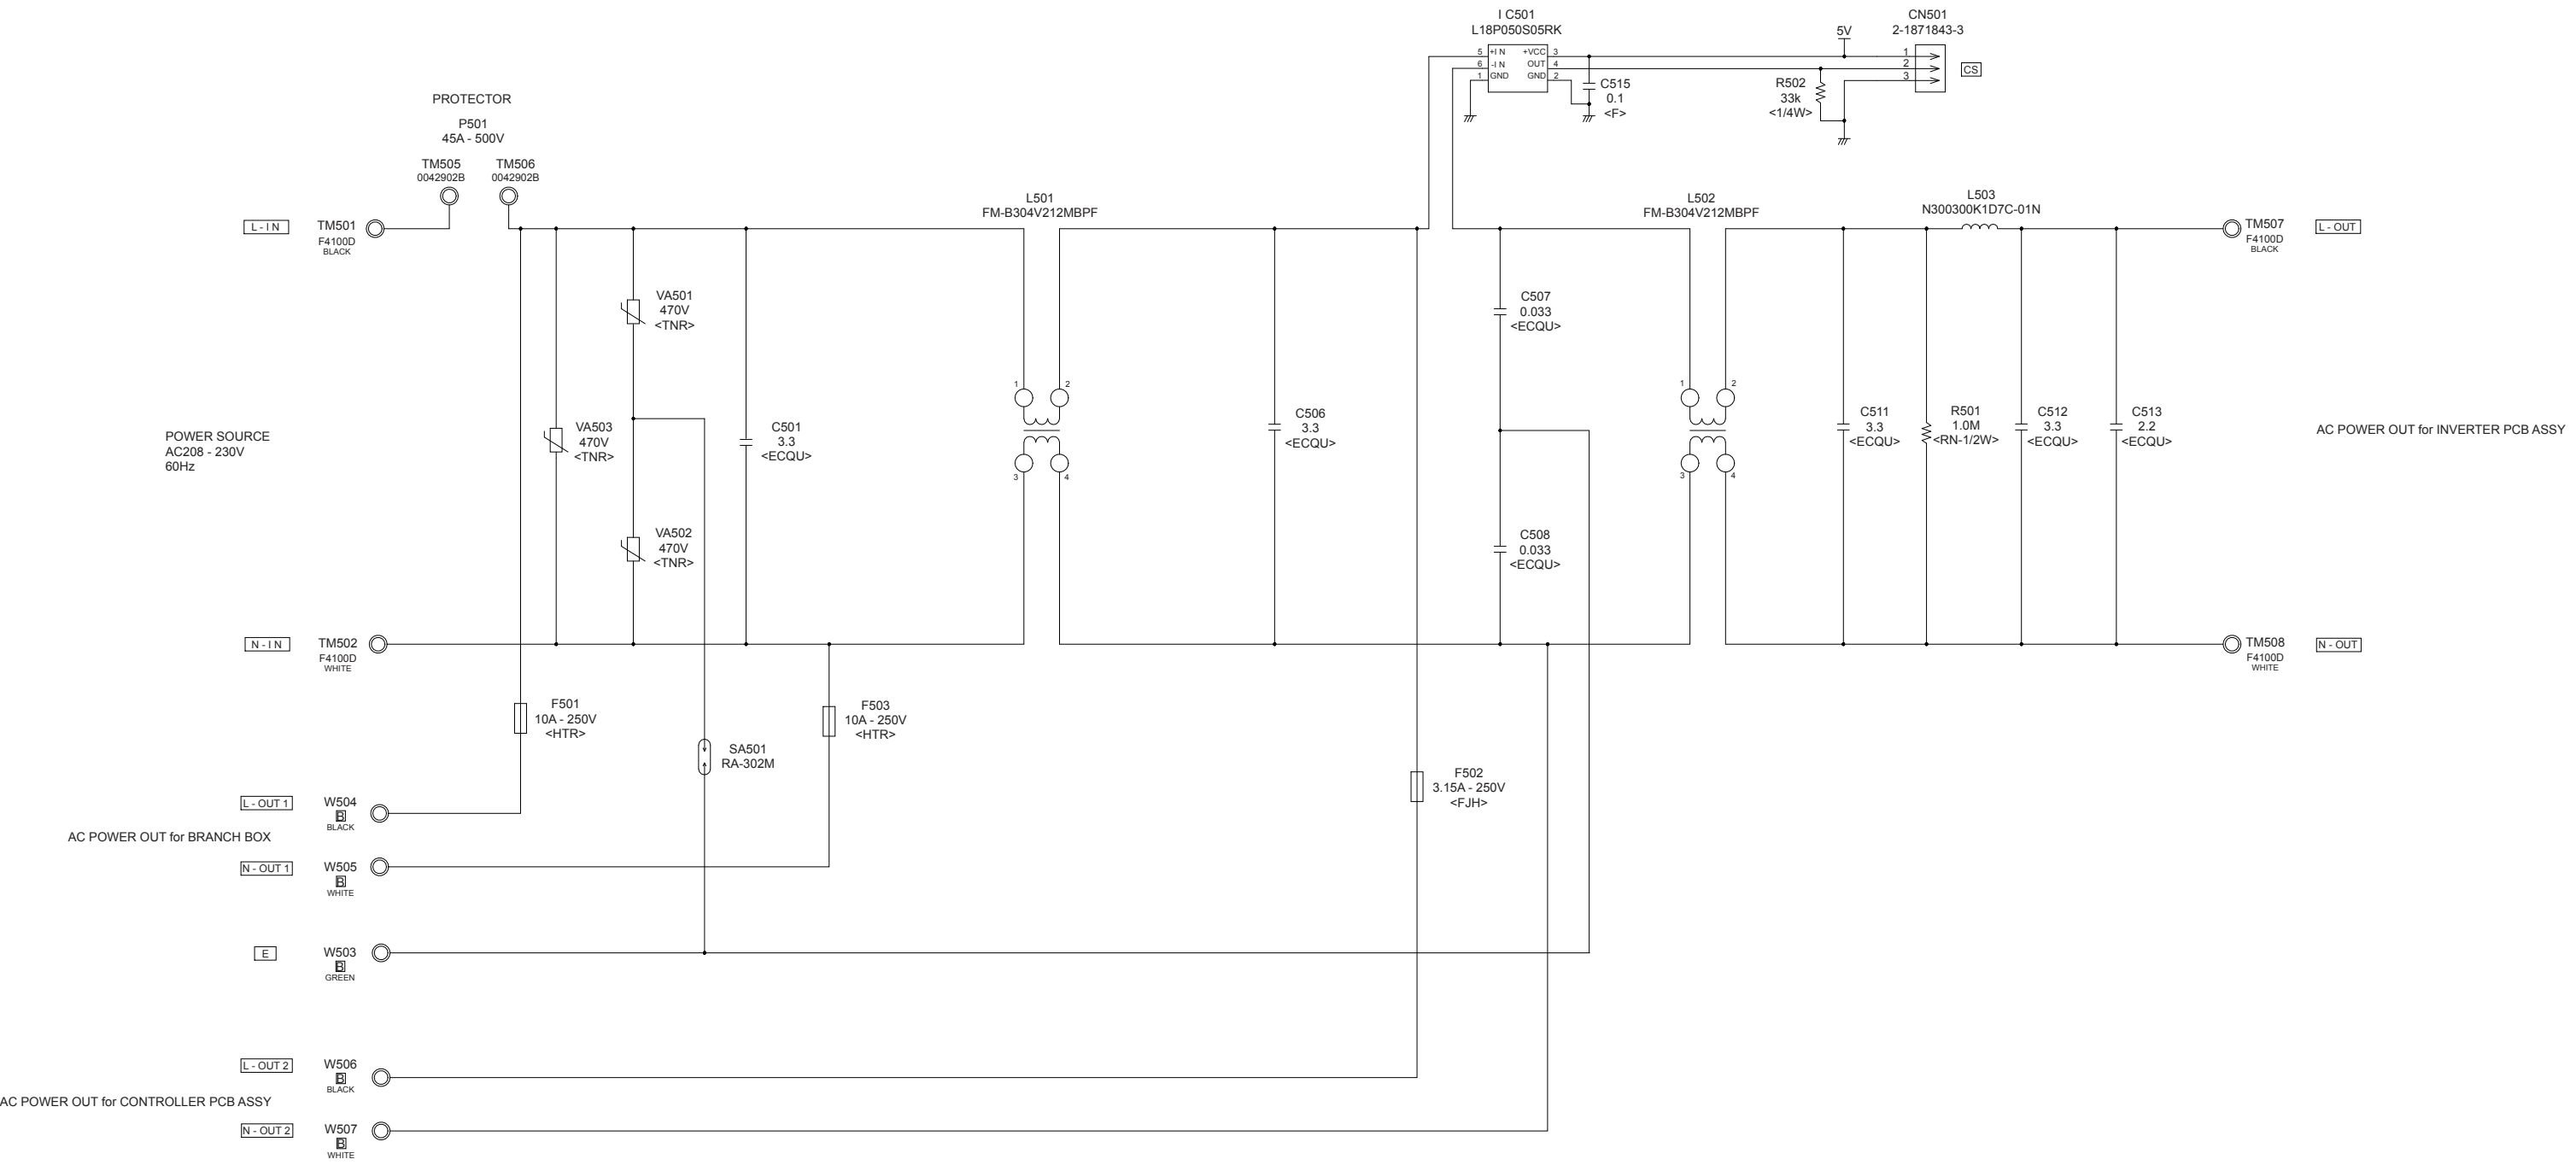 I C501
L18P050S05RK
5 +I N +VCC 3
6 -I N OUT 4
1 GND GND 2
C515
0.1
<F>
5V
R502
33k
<1/4W>
CN501
2-1871843-3
1
2
3
CS
PROTECTOR
P501
45A - 500V
TM505
0042902B
TM506
0042902B
L - I N
TM501
F4100D
BLACK
L501
FM-B304V212MBPF
1 2
3 4
L502
FM-B304V212MBPF
1 2
3 4
L503
N300300K1D7C-01N
TM507
F4100D
BLACK
L - OUT
VA501
470V
<TNR>
VA503
470V
<TNR>
VA502
470V
<TNR>
C501
3.3
<ECQU>
C506
3.3
<ECQU>
C507
0.033
<ECQU>
C508
0.033
<ECQU>
C511
3.3
<ECQU>
R501
1.0M
<RN-1/2W>
C512
3.3
<ECQU>
C513
2.2
<ECQU>
POWER SOURCE
AC208 - 230V
60Hz
AC POWER OUT for INVERTER PCB ASSY
N - I N
TM502
F4100D
WHITE
TM508
F4100D
WHITE
N - OUT
F501
10A - 250V
<HTR>
F503
10A - 250V
<HTR>
SA501
RA-302M
F502
3.15A - 250V
<FJH>
L - OUT 1
W504
B
BLACK
AC POWER OUT for BRANCH BOX
N - OUT 1
W505
B
WHITE
E
W503
B
GREEN
L - OUT 2
W506
B
BLACK
AC POWER OUT for CONTROLLER PCB ASSY
N - OUT 2
W507
B
WHITE